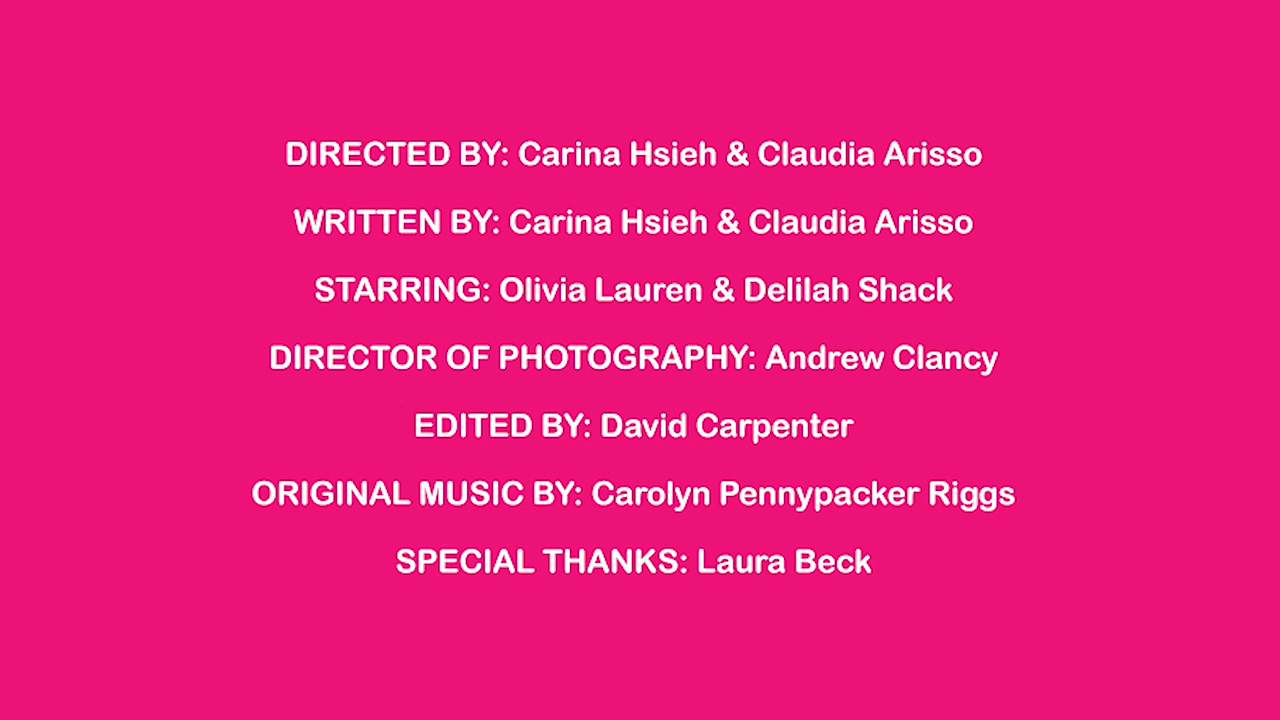 DIRECTED BY: Carina Hsieh & Claudia Arisso
WRITTEN BY: Carina Hsieh & Claudia Arisso
STARRING: Olivia Lauren & Delilah Shack
DIRECTOR OF PHOTOGRAPHY: Andrew Clancy
EDITED BY: David Carpenter
ORIGINAL MUSIC BY: Carolyn Pennypacker Riggs
SPECIAL THANKS: Laura Beck